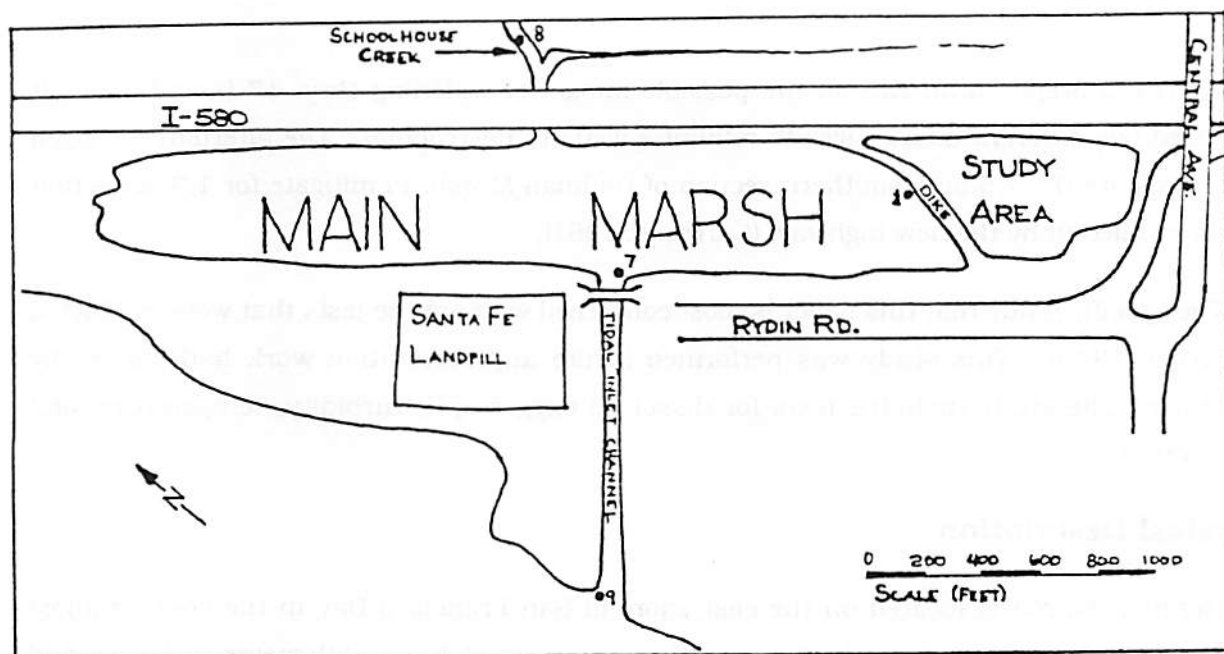 SCHOOLHOUSE
CREEK
8
I-580
CENTRAL AVE.
STUDY
AREA
DIKE
1
MAIN MARSH
7
SANTA FE
LANDFILL
TIDAL INLET CHANNEL
RYDIN RD.
N
9
0 200 400 600 800 1000
SCALE (FEET)